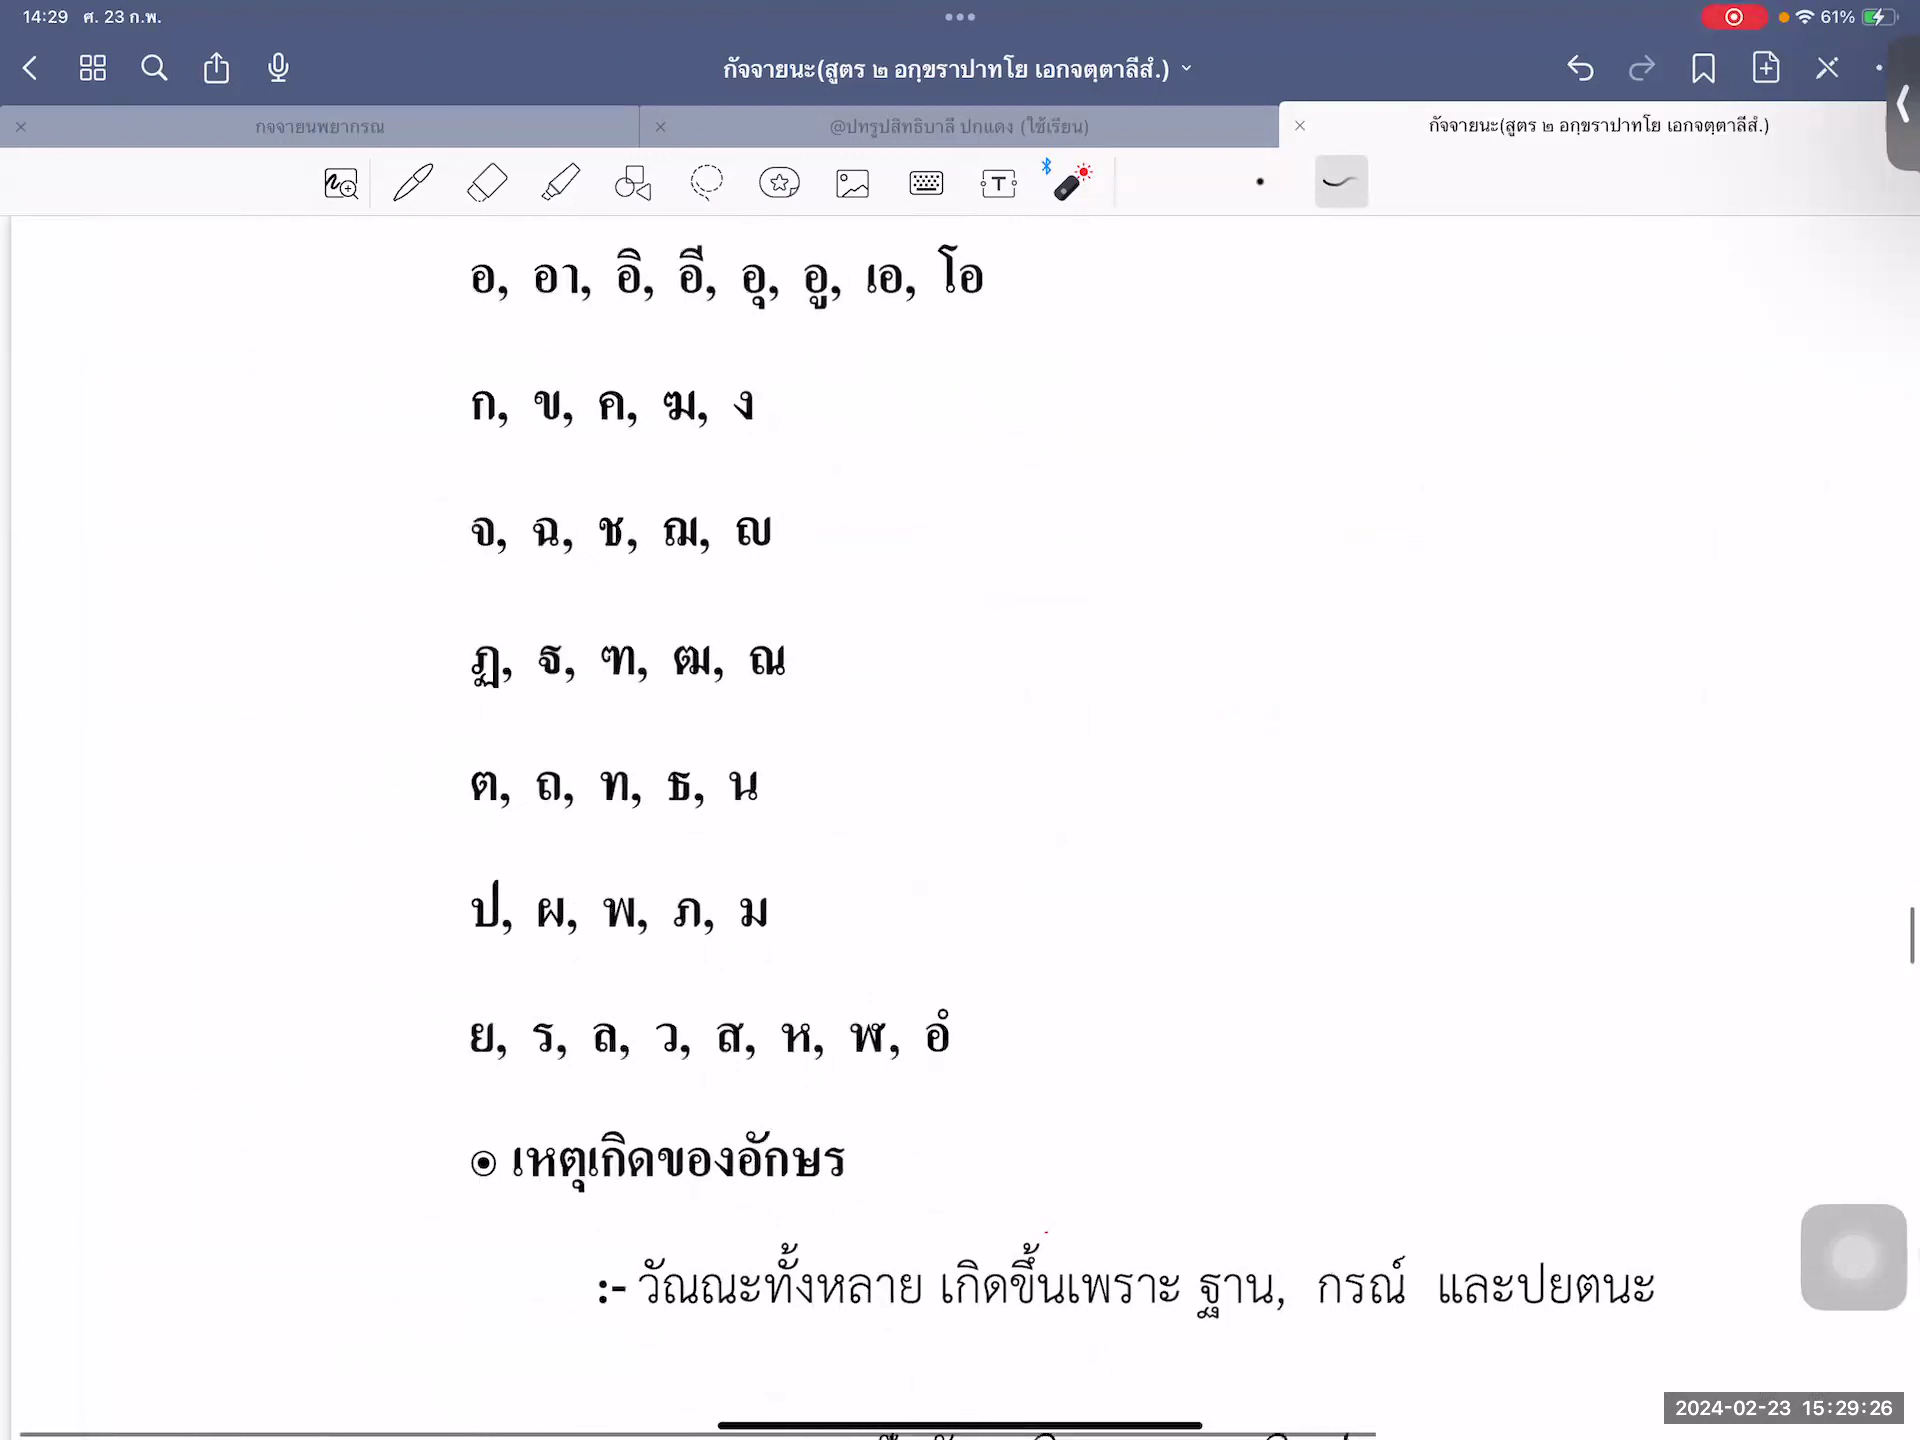 14:29 ศ. 23 ก.พ.
61%
กัจจายนะ(สูตร ๒ อกฺขราปาทโย เอกจตฺตาลีสํ.)
กจจายนพยากรณ
@ปทรูปสิทธิบาลี ปกแดง (ใช้เรียน)
กัจจายนะ(สูตร ๒ อกฺขราปาทโย เอกจตฺตาลีสํ.)
อ, อา, อิ, อี, อุ, อู, เอ, โอ
ก, ข, ค, ฆ, ง
จ, ฉ, ช, ฌ, ญ
ฏ, ฐ, ฑ, ฒ, ณ
ต, ถ, ท, ธ, น
ป, ผ, พ, ภ, ม
ย, ร, ล, ว, ส, ห, ฬ, อํ
เหตุเกิดของอักษร
:- วัณณะทั้งหลาย เกิดขึ้นเพราะ ฐาน, กรณ์ และปยตนะ
2024-02-23 15:29:26